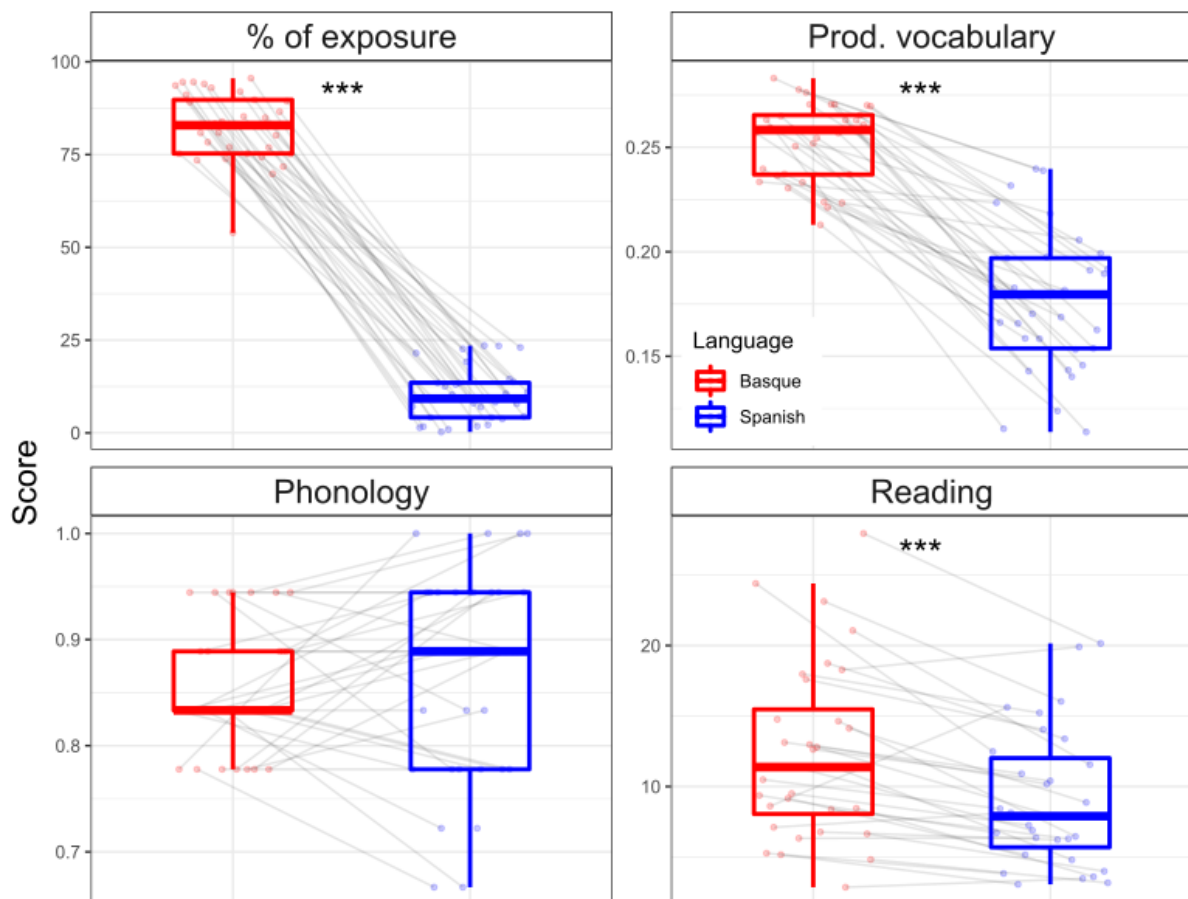 % of exposure
***
100
75
50
25
0
Prod. vocabulary
***
0.25
0.20
0.15
Language
Basque
Spanish
Score
Phonology
1.0
0.9
0.8
0.7
Reading
***
20
10